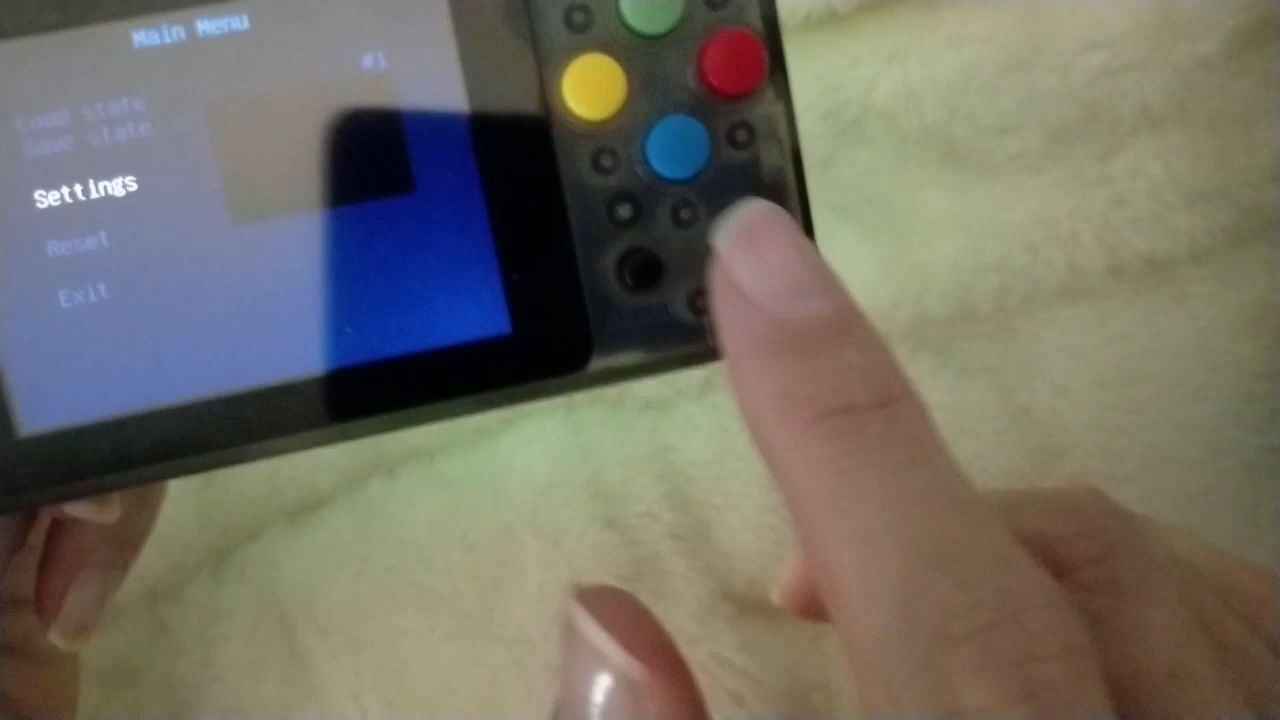 Main Menu
#1
Load state
Save state
Settings
Reset
Exit